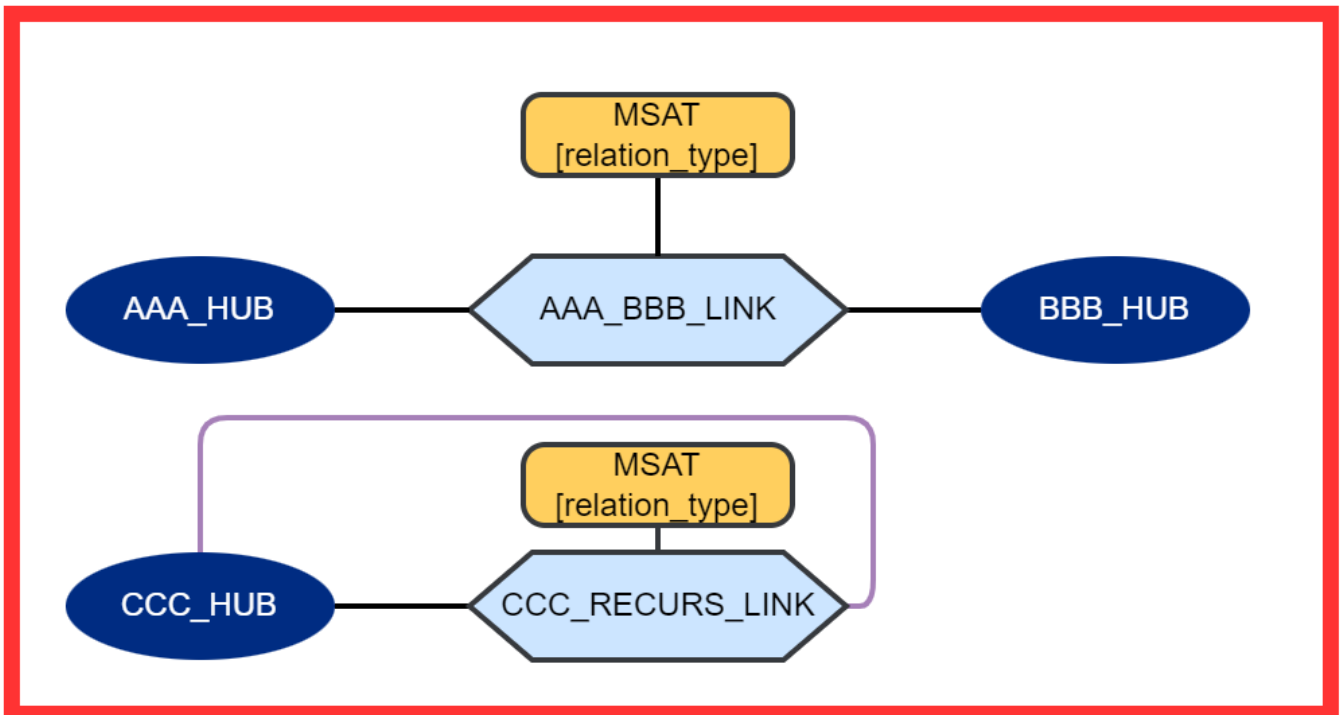 MSAT
[relation_type]
AAA_HUB
AAA_BBB_LINK
BBB_HUB
MSAT
[relation_type]
CCC_HUB
CCC_RECURS_LINK